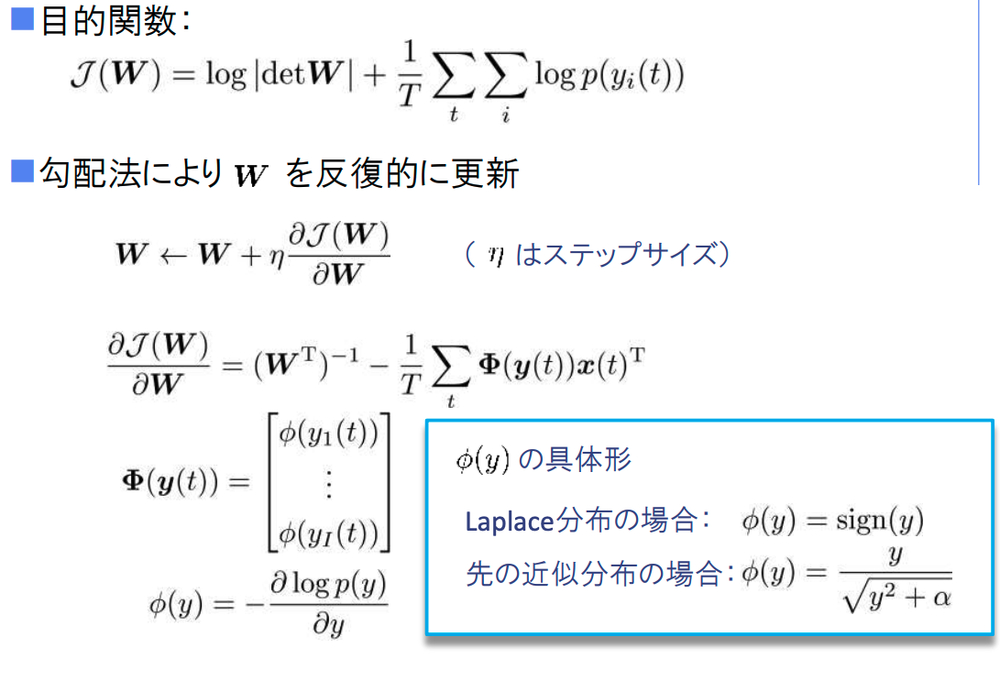 ■目的関数：
$\mathcal{J}(\boldsymbol{W}) = \log|\det \boldsymbol{W}| + \frac{1}{T}\sum_{t}\sum_{i}\log p(y_i(t))$
■勾配法により $\boldsymbol{W}$ を反復的に更新
$\boldsymbol{W} \leftarrow \boldsymbol{W} + \eta\frac{\partial \mathcal{J}(\boldsymbol{W})}{\partial \boldsymbol{W}}$ （ $\eta$ はステップサイズ）
$\frac{\partial \mathcal{J}(\boldsymbol{W})}{\partial \boldsymbol{W}} = (\boldsymbol{W}^{\mathrm{T}})^{-1} - \frac{1}{T}\sum_{t}\boldsymbol{\Phi}(\boldsymbol{y}(t))\boldsymbol{x}(t)^{\mathrm{T}}$
$\boldsymbol{\Phi}(\boldsymbol{y}(t)) = \begin{bmatrix} \phi(y_1(t)) \\ \vdots \\ \phi(y_I(t)) \end{bmatrix}$
$\phi(y) = -\frac{\partial \log p(y)}{\partial y}$
$\phi(y)$ の具体形
Laplace分布の場合： $\phi(y) = \mathrm{sign}(y)$
先の近似分布の場合：$\phi(y) = \frac{y}{\sqrt{y^2 + \alpha}}$